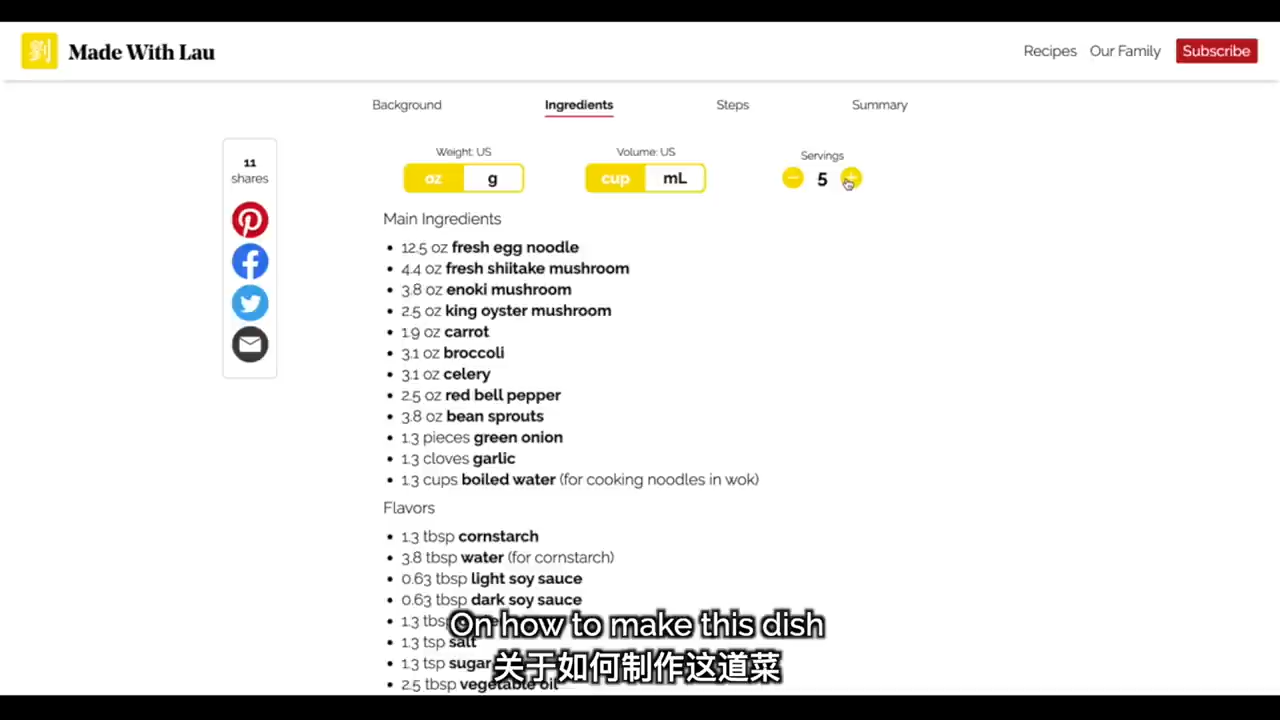 劉 Made With Lau
Recipes Our Family Subscribe
Background Ingredients Steps Summary
11
shares
Weight: US
oz g
Volume: US
cup mL
Servings
5
Main Ingredients
12.5 oz fresh egg noodle
4.4 oz fresh shiitake mushroom
3.8 oz enoki mushroom
2.5 oz king oyster mushroom
1.9 oz carrot
3.1 oz broccoli
3.1 oz celery
2.5 oz red bell pepper
3.8 oz bean sprouts
1.3 pieces green onion
1.3 cloves garlic
1.3 cups boiled water (for cooking noodles in wok)
Flavors
1.3 tbsp cornstarch
3.8 tbsp water (for cornstarch)
0.63 tbsp light soy sauce
0.63 tbsp dark soy sauce
1.3 tbsp
1.3 tsp salt
1.3 tsp sugar
2.5 tbsp vegetable oil
On how to make this dish
关于如何制作这道菜